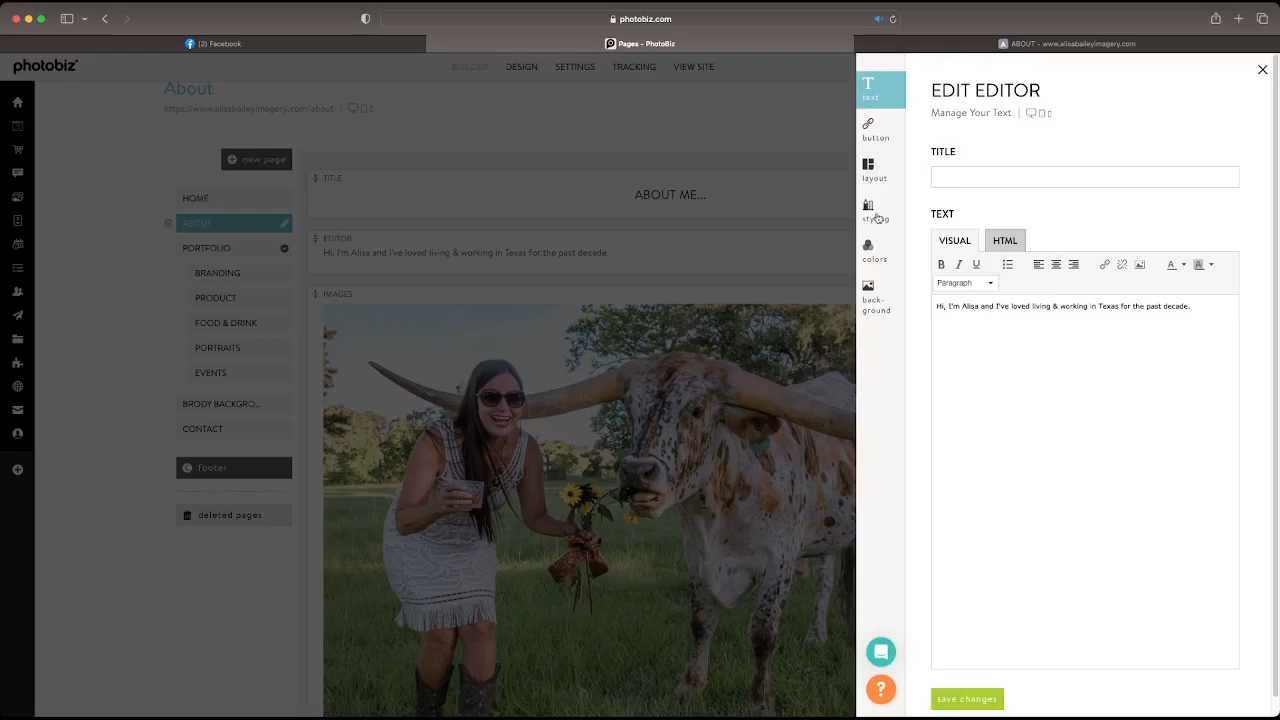 photobiz.com
(2) Facebook
Pages - PhotoBiz
ABOUT - www.alisabaileyimagery.com
photobiz
BUILDER
DESIGN
SETTINGS
TRACKING
VIEW SITE
About
https://www.alisabaileyimagery.com/about
new page
HOME
ABOUT
PORTFOLIO
BRANDING
PRODUCT
FOOD & DRINK
PORTRAITS
EVENTS
BRODY BACKGRO...
CONTACT
footer
deleted pages
TITLE
ABOUT ME...
EDITOR
Hi, I'm Alisa and I've loved living & working in Texas for the past decade.
IMAGES
T
text
button
layout
styling
colors
back-
ground
?
EDIT EDITOR
Manage Your Text |
TITLE
TEXT
VISUAL
HTML
B I U A A
Paragraph
Hi, I'm Alisa and I've loved living & working in Texas for the past decade.
save changes